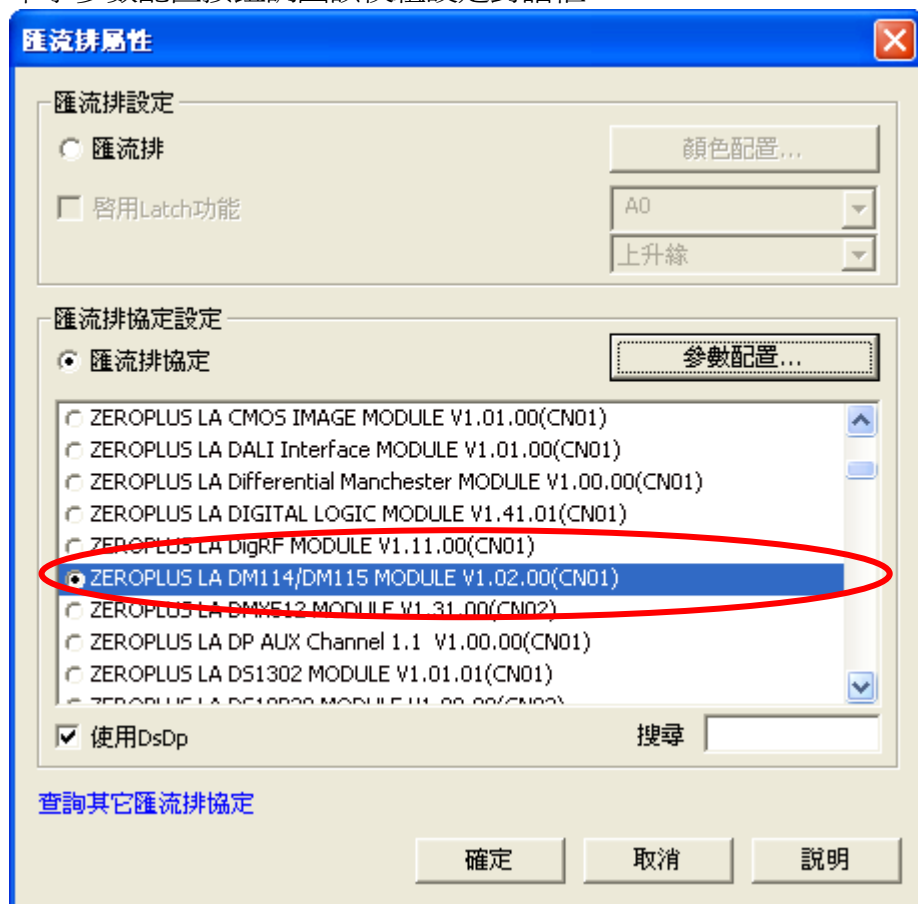 匯流排屬性
匯流排設定
匯流排
顏色配置...
啓用Latch功能
A0
上升緣
匯流排協定設定
匯流排協定
參數配置...
ZEROPLUS LA CMOS IMAGE MODULE V1.01.00(CN01)
ZEROPLUS LA DALI Interface MODULE V1.01.00(CN01)
ZEROPLUS LA Differential Manchester MODULE V1.00.00(CN01)
ZEROPLUS LA DIGITAL LOGIC MODULE V1.41.01(CN01)
ZEROPLUS LA DigRF MODULE V1.11.00(CN01)
ZEROPLUS LA DM114/DM115 MODULE V1.02.00(CN01)
ZEROPLUS LA DMX512 MODULE V1.31.00(CN02)
ZEROPLUS LA DP AUX Channel 1.1 V1.00.00(CN01)
ZEROPLUS LA DS1302 MODULE V1.01.01(CN01)
使用DsDp
搜尋
查詢其它匯流排協定
確定
取消
說明